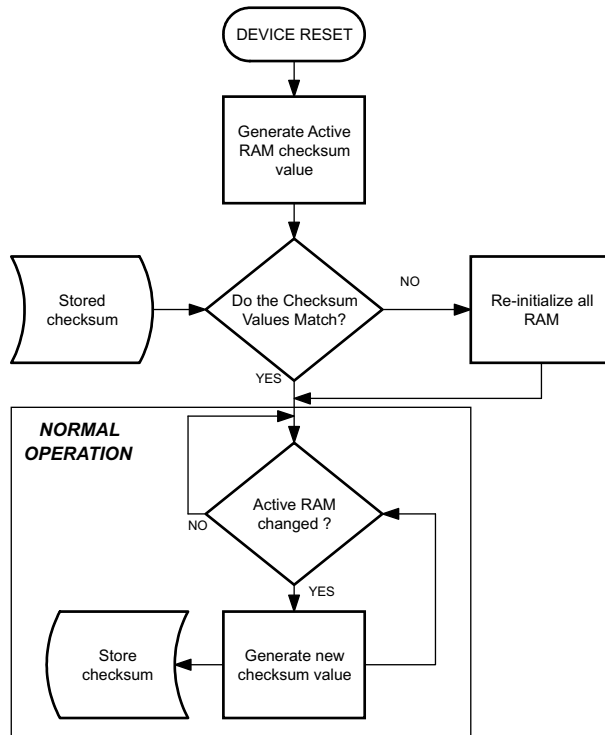 DEVICE RESET
Generate Active
RAM checksum
value
Stored
checksum
Do the Checksum
Values Match?
NO
Re-initialize all
RAM
YES
NORMAL
OPERATION
Active RAM
changed ?
NO
YES
Store
checksum
Generate new
checksum value